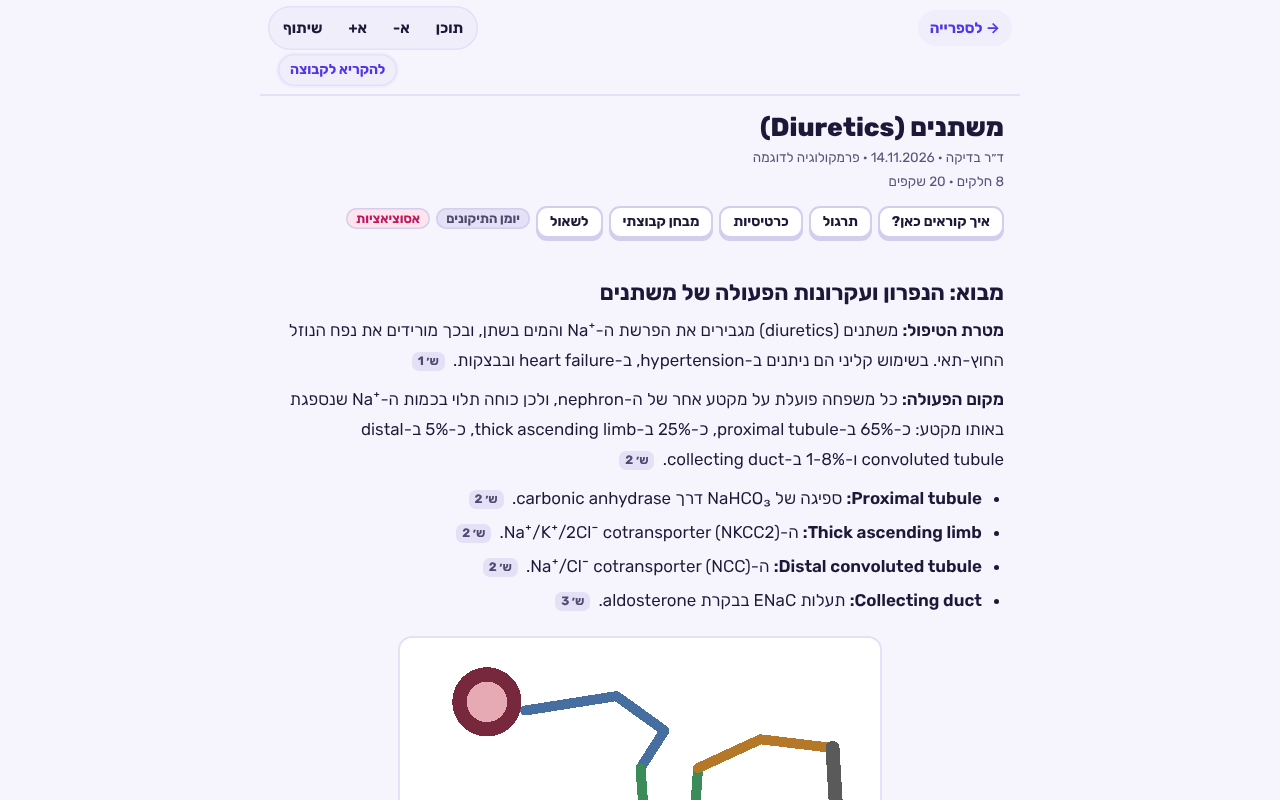 → לספרייה
תוכן א- א+ שיתוף
להקריא לקבוצה
משתנים (Diuretics)
ד״ר בדיקה • 14.11.2026 • פרמקולוגיה לדוגמה
8 חלקים • 20 שקפים
איך קוראים כאן? תרגול כרטיסיות מבחן קבוצתי לשאול יומן התיקונים אסוציאציות
מבוא: הנפרון ועקרונות הפעולה של משתנים
מטרת הטיפול: משתנים (diuretics) מגבירים את הפרשת ה-Na⁺ והמים בשתן, ובכך מורידים את נפח הנוזל
החוץ-תאי. בשימוש קליני הם ניתנים ב-hypertension, ב-heart failure ובבצקות. ש׳ 1
מקום הפעולה: כל משפחה פועלת על מקטע אחר של ה-nephron, ולכן כוחה תלוי בכמות ה-Na⁺ שנספגת
באותו מקטע: כ-65% ב-proximal tubule, כ-25% ב-thick ascending limb, כ-5% ב-distal
convoluted tubule ו-1-8% ב-collecting duct. ש׳ 2
• Proximal tubule: ספיגה של NaHCO₃ דרך carbonic anhydrase. ש׳ 2
• Thick ascending limb: ה-Na⁺/K⁺/2Cl⁻ cotransporter (NKCC2). ש׳ 2
• Distal convoluted tubule: ה-Na⁺/Cl⁻ cotransporter (NCC). ש׳ 2
• Collecting duct: תעלות ENaC בבקרת aldosterone. ש׳ 3